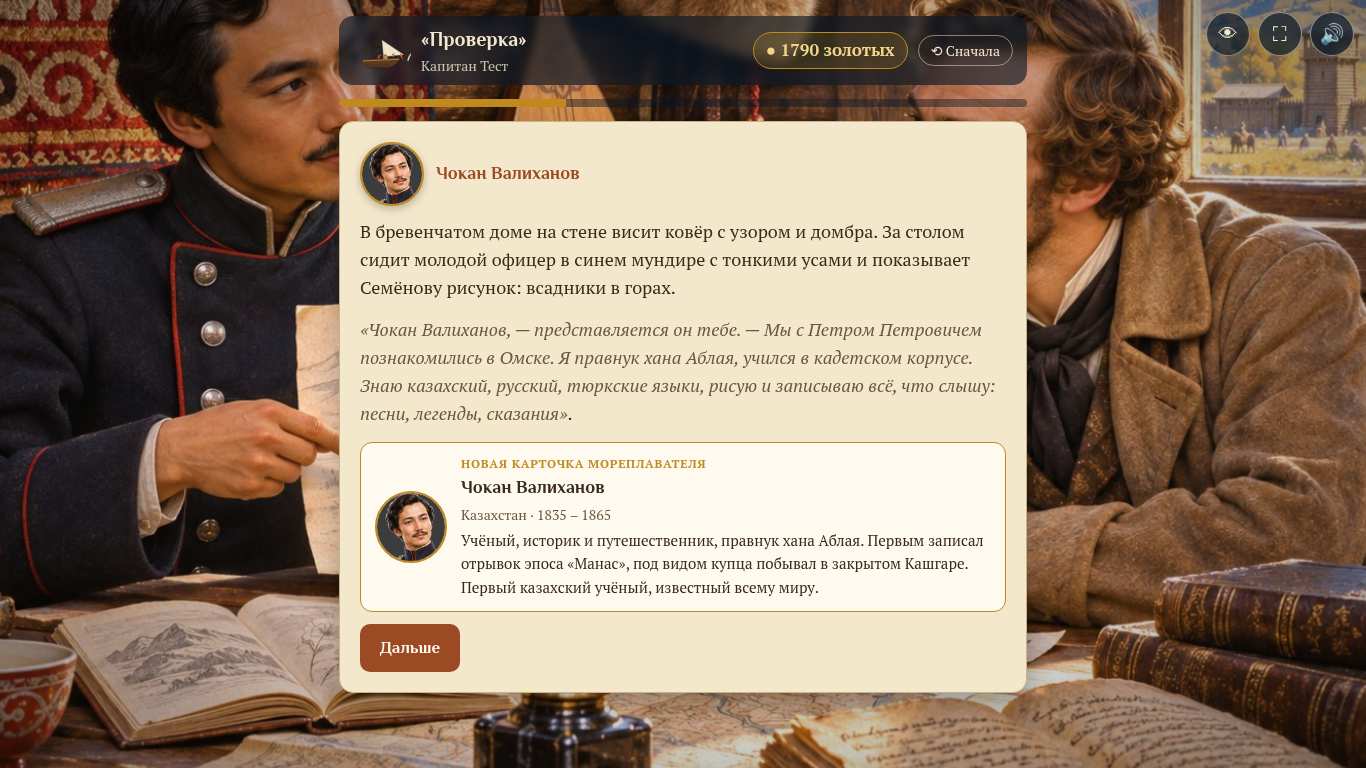 «Проверка»
Капитан Тест
● 1790 золотых
⟲ Сначала
Чокан Валиханов
В бревенчатом доме на стене висит ковёр с узором и домбра. За столом
сидит молодой офицер в синем мундире с тонкими усами и показывает
Семёнову рисунок: всадники в горах.
«Чокан Валиханов, — представляется он тебе. — Мы с Петром Петровичем
познакомились в Омске. Я правнук хана Аблая, учился в кадетском корпусе.
Знаю казахский, русский, тюркские языки, рисую и записываю всё, что слышу:
песни, легенды, сказания».
НОВАЯ КАРТОЧКА МОРЕПЛАВАТЕЛЯ
Чокан Валиханов
Казахстан · 1835 – 1865
Учёный, историк и путешественник, правнук хана Аблая. Первым записал
отрывок эпоса «Манас», под видом купца побывал в закрытом Кашгаре.
Первый казахский учёный, известный всему миру.
Дальше